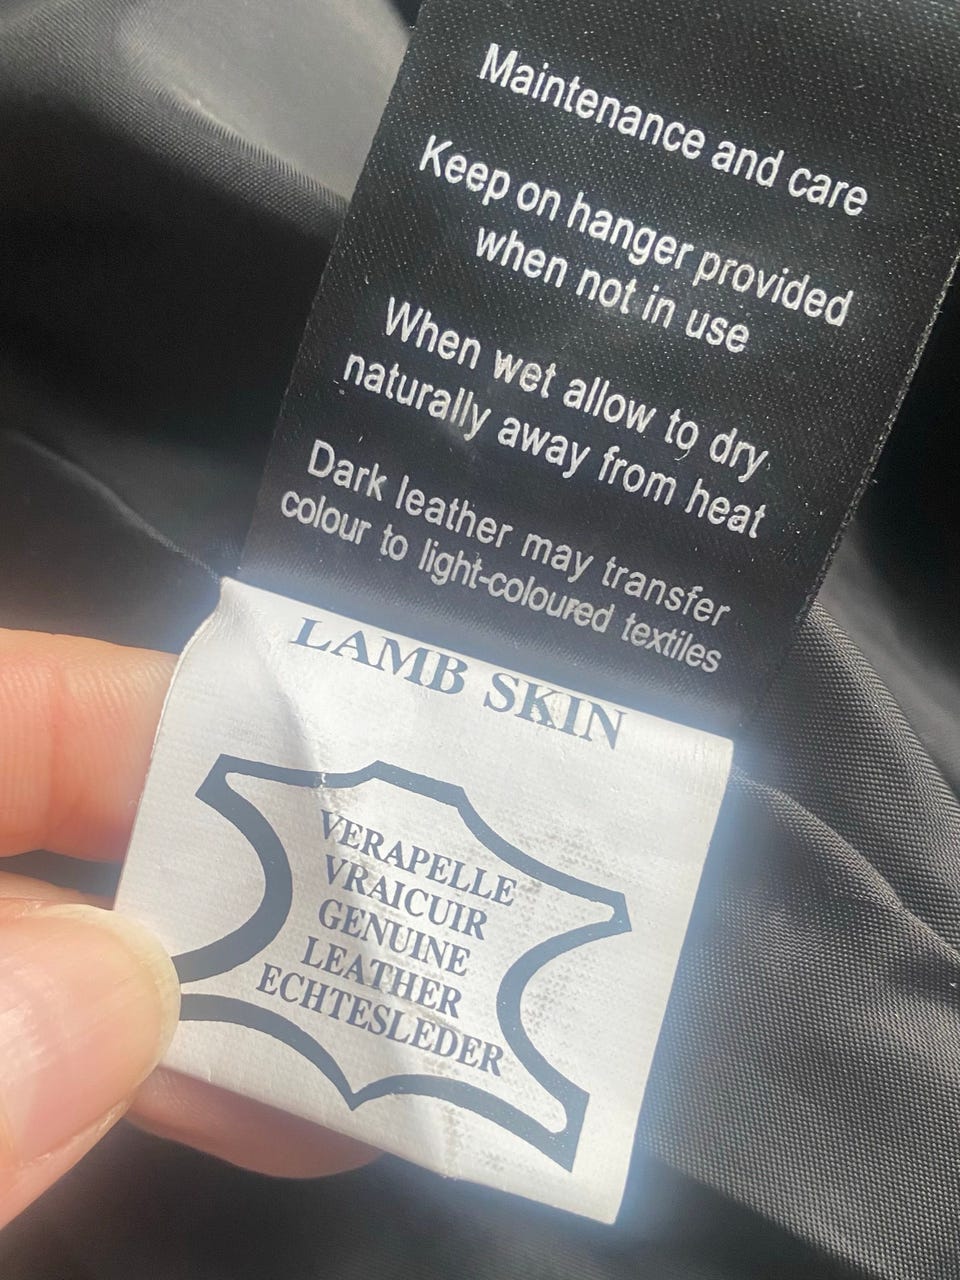 Maintenance and care
Keep on hanger provided
when not in use
When wet allow to dry
naturally away from heat
Dark leather may transfer
colour to light-coloured textiles
LAMB SKIN
VERAPELLE
VRAICUIR
GENUINE
LEATHER
ECHTESLEDER